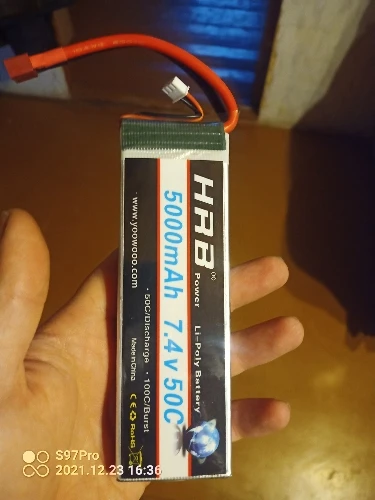 HRB
Power Li-Poly Battery
5000mAh 7.4v 50C
· 50C/Discharge · 100C/Burst
www.yoowooo.com
Made in China
CE RoHS
S97Pro
2021.12.23 16:36